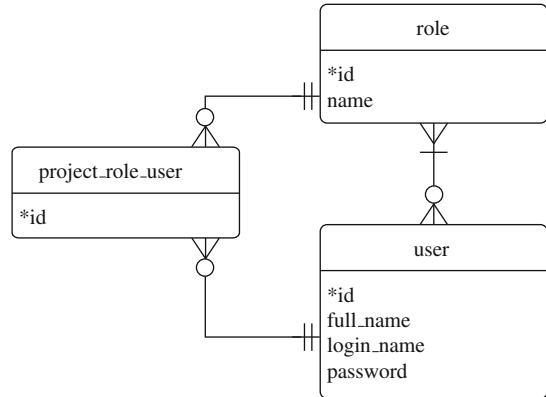 role
*id
name
project_role_user
*id
user
*id
full_name
login_name
password